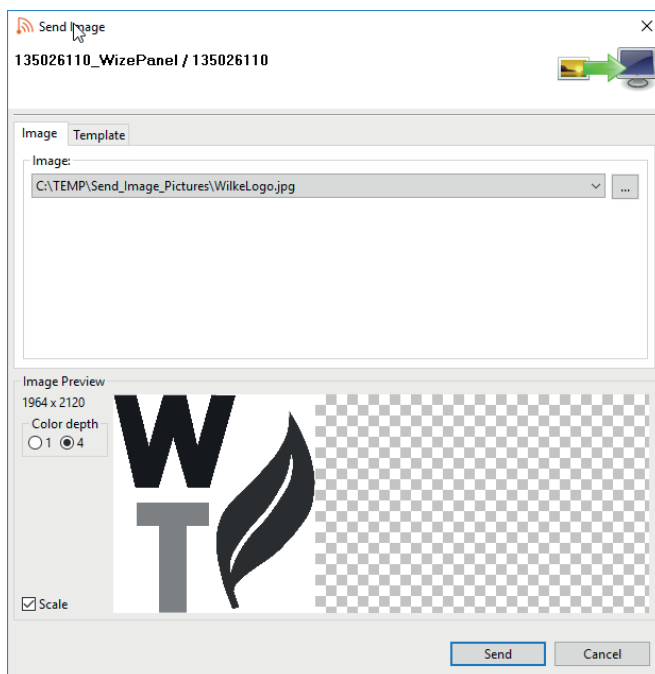 Send Image
135026110_WizePanel / 135026110
Image Template
Image:
C:\TEMP\Send_Image_Pictures\WilkeLogo.jpg
...
Image Preview
1964 x 2120
Color depth
1 4
W
T
Scale
Send Cancel